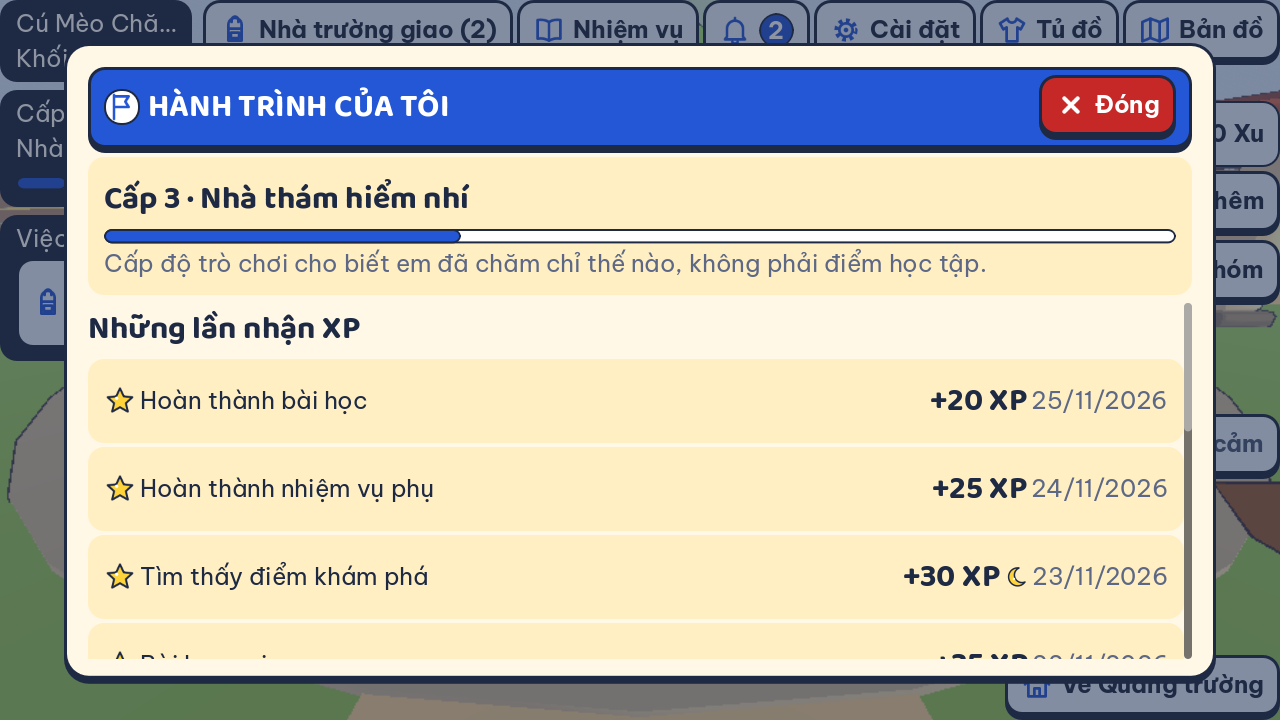 Cú Mèo Chă...
Khối
Nhà trường giao (2)
Nhiệm vụ
2
Cài đặt
Tủ đồ
Bản đồ
Cấp
Nhà
Việc
0 Xu
hêm
hóm
cảm
HÀNH TRÌNH CỦA TÔI
Đóng
Cấp 3 · Nhà thám hiểm nhí
Cấp độ trò chơi cho biết em đã chăm chỉ thế nào, không phải điểm học tập.
Những lần nhận XP
Hoàn thành bài học +20 XP 25/11/2026
Hoàn thành nhiệm vụ phụ +25 XP 24/11/2026
Tìm thấy điểm khám phá +30 XP 23/11/2026
Về Quảng trường